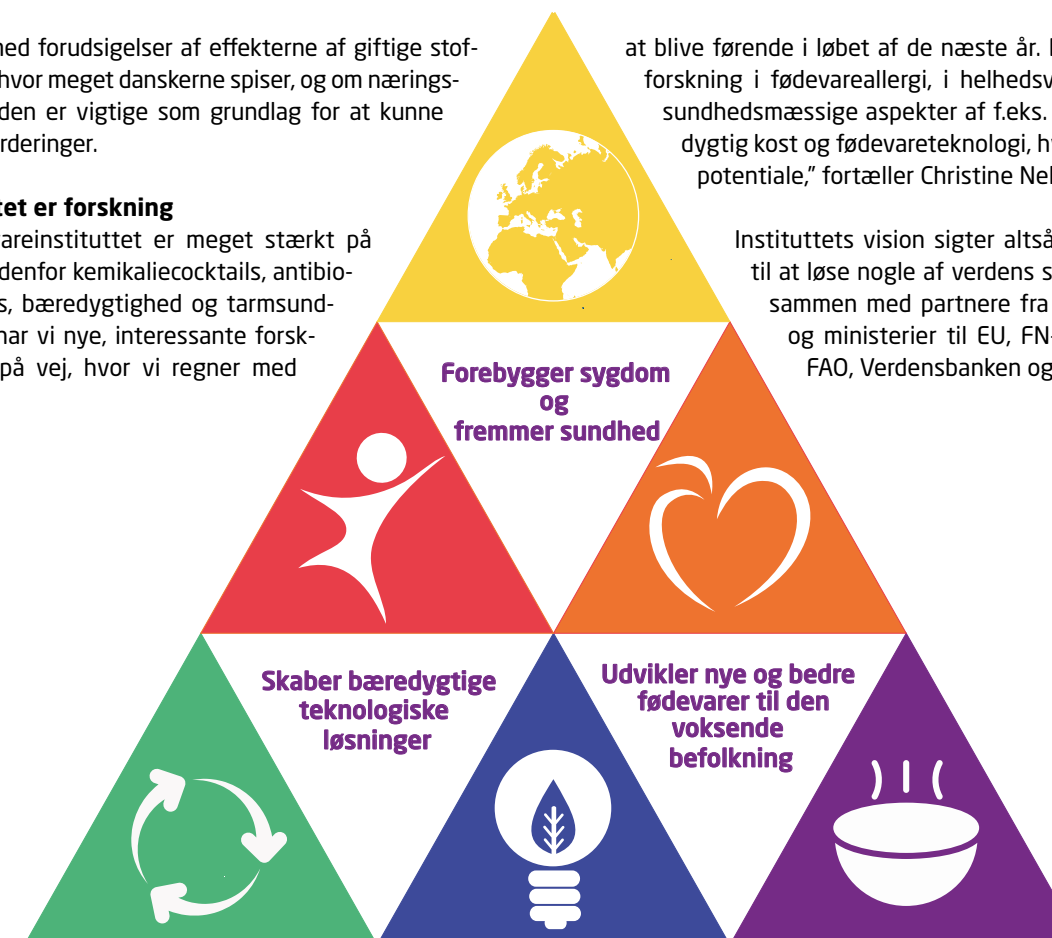 ned forudsigelser af effekterne af giftige stof-
hvor meget danskerne spiser, og om nærings-
den er vigtige som grundlag for at kunne
rderinger.
tet er forskning
vareinstituttet er meget stærkt på
denfor kemikaliecocktails, antibio-
s, bæredygtighed og tarmsund-
har vi nye, interessante forsk-
på vej, hvor vi regner med
at blive førende i løbet af de næste år.
forskning i fødevareallergi, i helhedsv
sundhedsmæssige aspekter af f.eks.
dygtig kost og fødevareteknologi, hv
potentiale,” fortæller Christine Nel
Instituttets vision sigter altså
til at løse nogle af verdens s
sammen med partnere fra
og ministerier til EU, FN-
FAO, Verdensbanken og
Forebygger sygdom
og
fremmer sundhed
Skaber bæredygtige
teknologiske
løsninger
Udvikler nye og bedre
fødevarer til den
voksende
befolkning